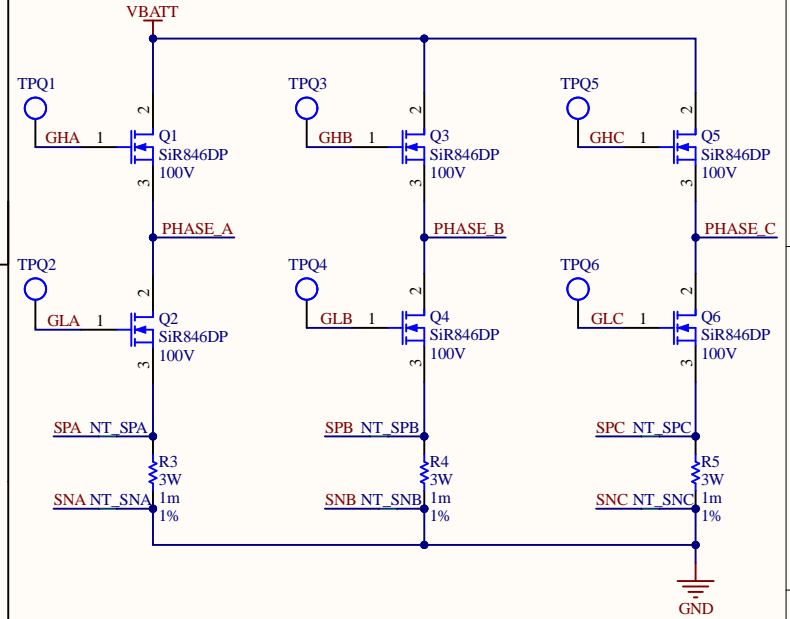 VBATT
TPQ1
TPQ3
TPQ5
2
2
2
GHA 1
Q1
SiR846DP
100V
GHB 1
Q3
SiR846DP
100V
GHC 1
Q5
SiR846DP
100V
3
3
3
PHASE_A
PHASE_B
PHASE_C
TPQ2
TPQ4
TPQ6
2
2
2
GLA 1
Q2
SiR846DP
100V
GLB 1
Q4
SiR846DP
100V
GLC 1
Q6
SiR846DP
100V
3
3
3
SPA NT_SPA
SPB NT_SPB
SPC NT_SPC
R3
3W
1m
1%
R4
3W
1m
1%
R5
3W
1m
1%
SNA NT_SNA
SNB NT_SNB
SNC NT_SNC
GND